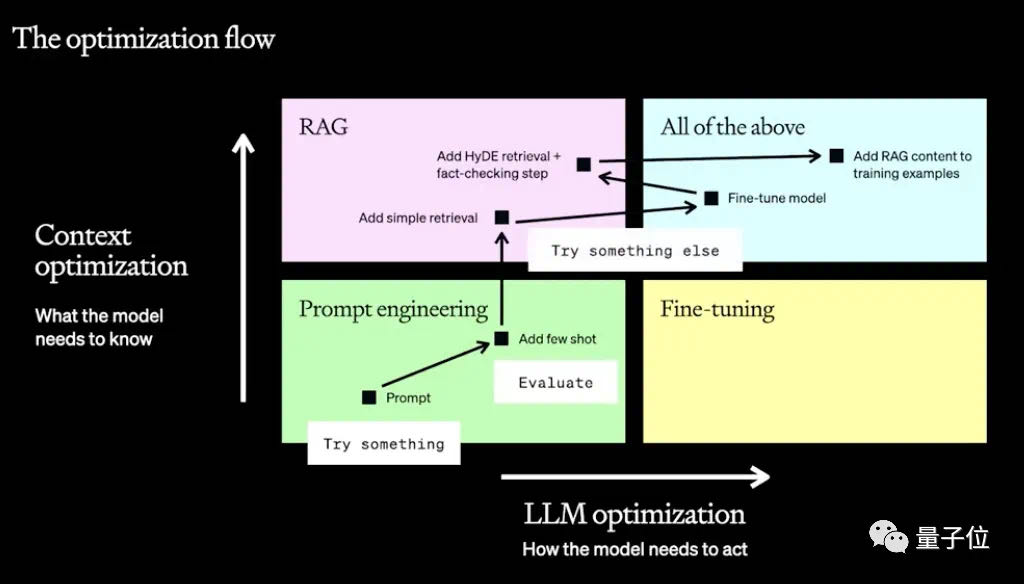 The optimization flow
RAG
All of the above
Add HyDE retrieval +
fact-checking step
Add RAG content to
training examples
Fine-tune model
Add simple retrieval
Try something else
Context
optimization
What the model
needs to know
Prompt engineering
Fine-tuning
Add few shot
Evaluate
Prompt
Try something
LLM optimization
How the model needs to act
量子位